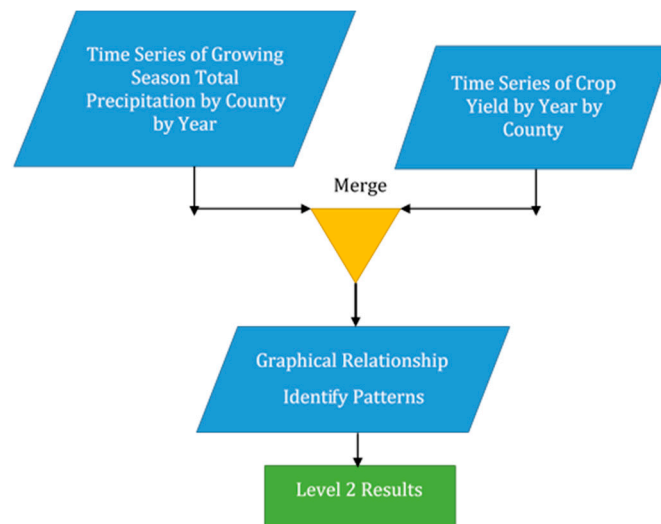 Time Series of Growing
Season Total
Precipitation by County
by Year
Time Series of Crop
Yield by Year by
County
Merge
Graphical Relationship
Identify Patterns
Level 2 Results